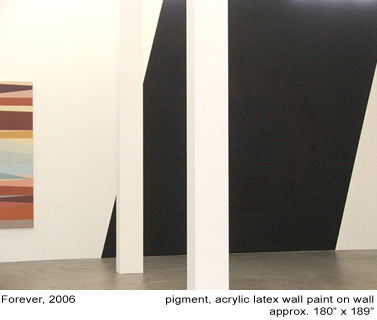 Forever, 2006 pigment, acrylic latex wall paint on wall
approx. 180" x 189"